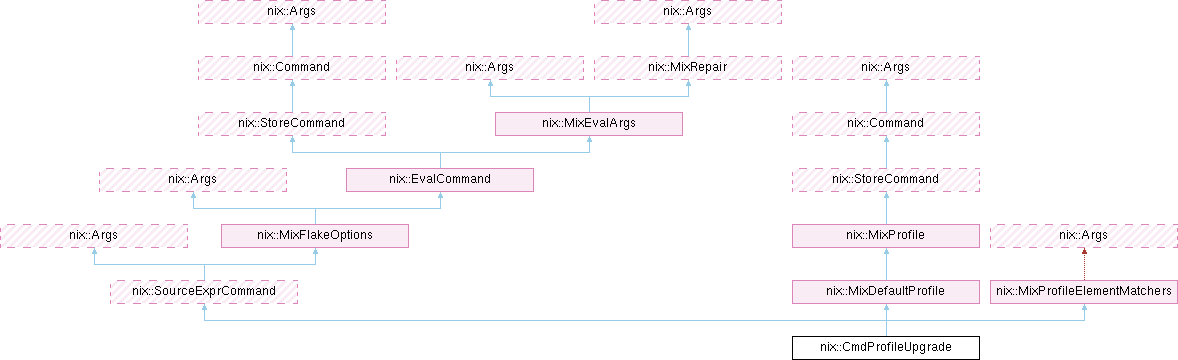 nix::Args
nix::Args
nix::Command
nix::Args
nix::MixRepair
nix::Args
nix::StoreCommand
nix::MixEvalArgs
nix::Command
nix::Args
nix::EvalCommand
nix::StoreCommand
nix::Args
nix::MixFlakeOptions
nix::MixProfile
nix::Args
nix::SourceExprCommand
nix::MixDefaultProfile
nix::MixProfileElementMatchers
nix::CmdProfileUpgrade